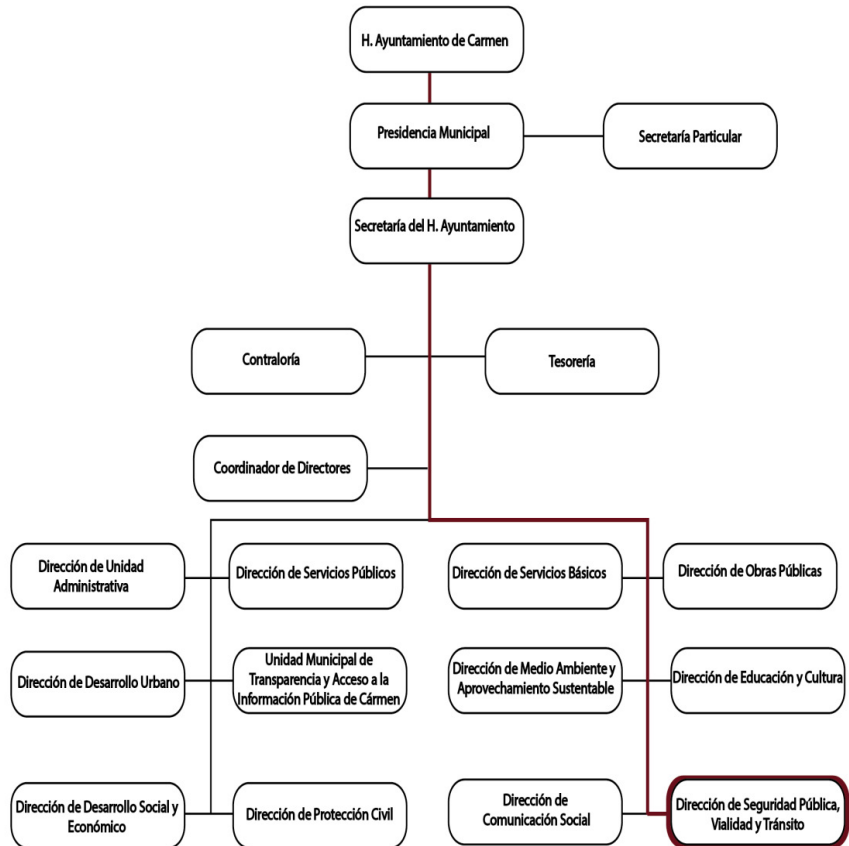 H. Ayuntamiento de Carmen
Presidencia Municipal
Secretaría Particular
Secretaría del H. Ayuntamiento
Contraloría
Tesorería
Coordinador de Directores
Dirección de Unidad
Administrativa
Dirección de Servicios Públicos
Dirección de Servicios Básicos
Dirección de Obras Públicas
Dirección de Desarrollo Urbano
Unidad Municipal de
Transparencia y Acceso a la
Información Pública de Cármen
Dirección de Medio Ambiente y
Aprovechamiento Sustentable
Dirección de Educación y Cultura
Dirección de Desarrollo Social y
Económico
Dirección de Protección Civil
Dirección de
Comunicación Social
Dirección de Seguridad Pública,
Vialidad y Tránsito